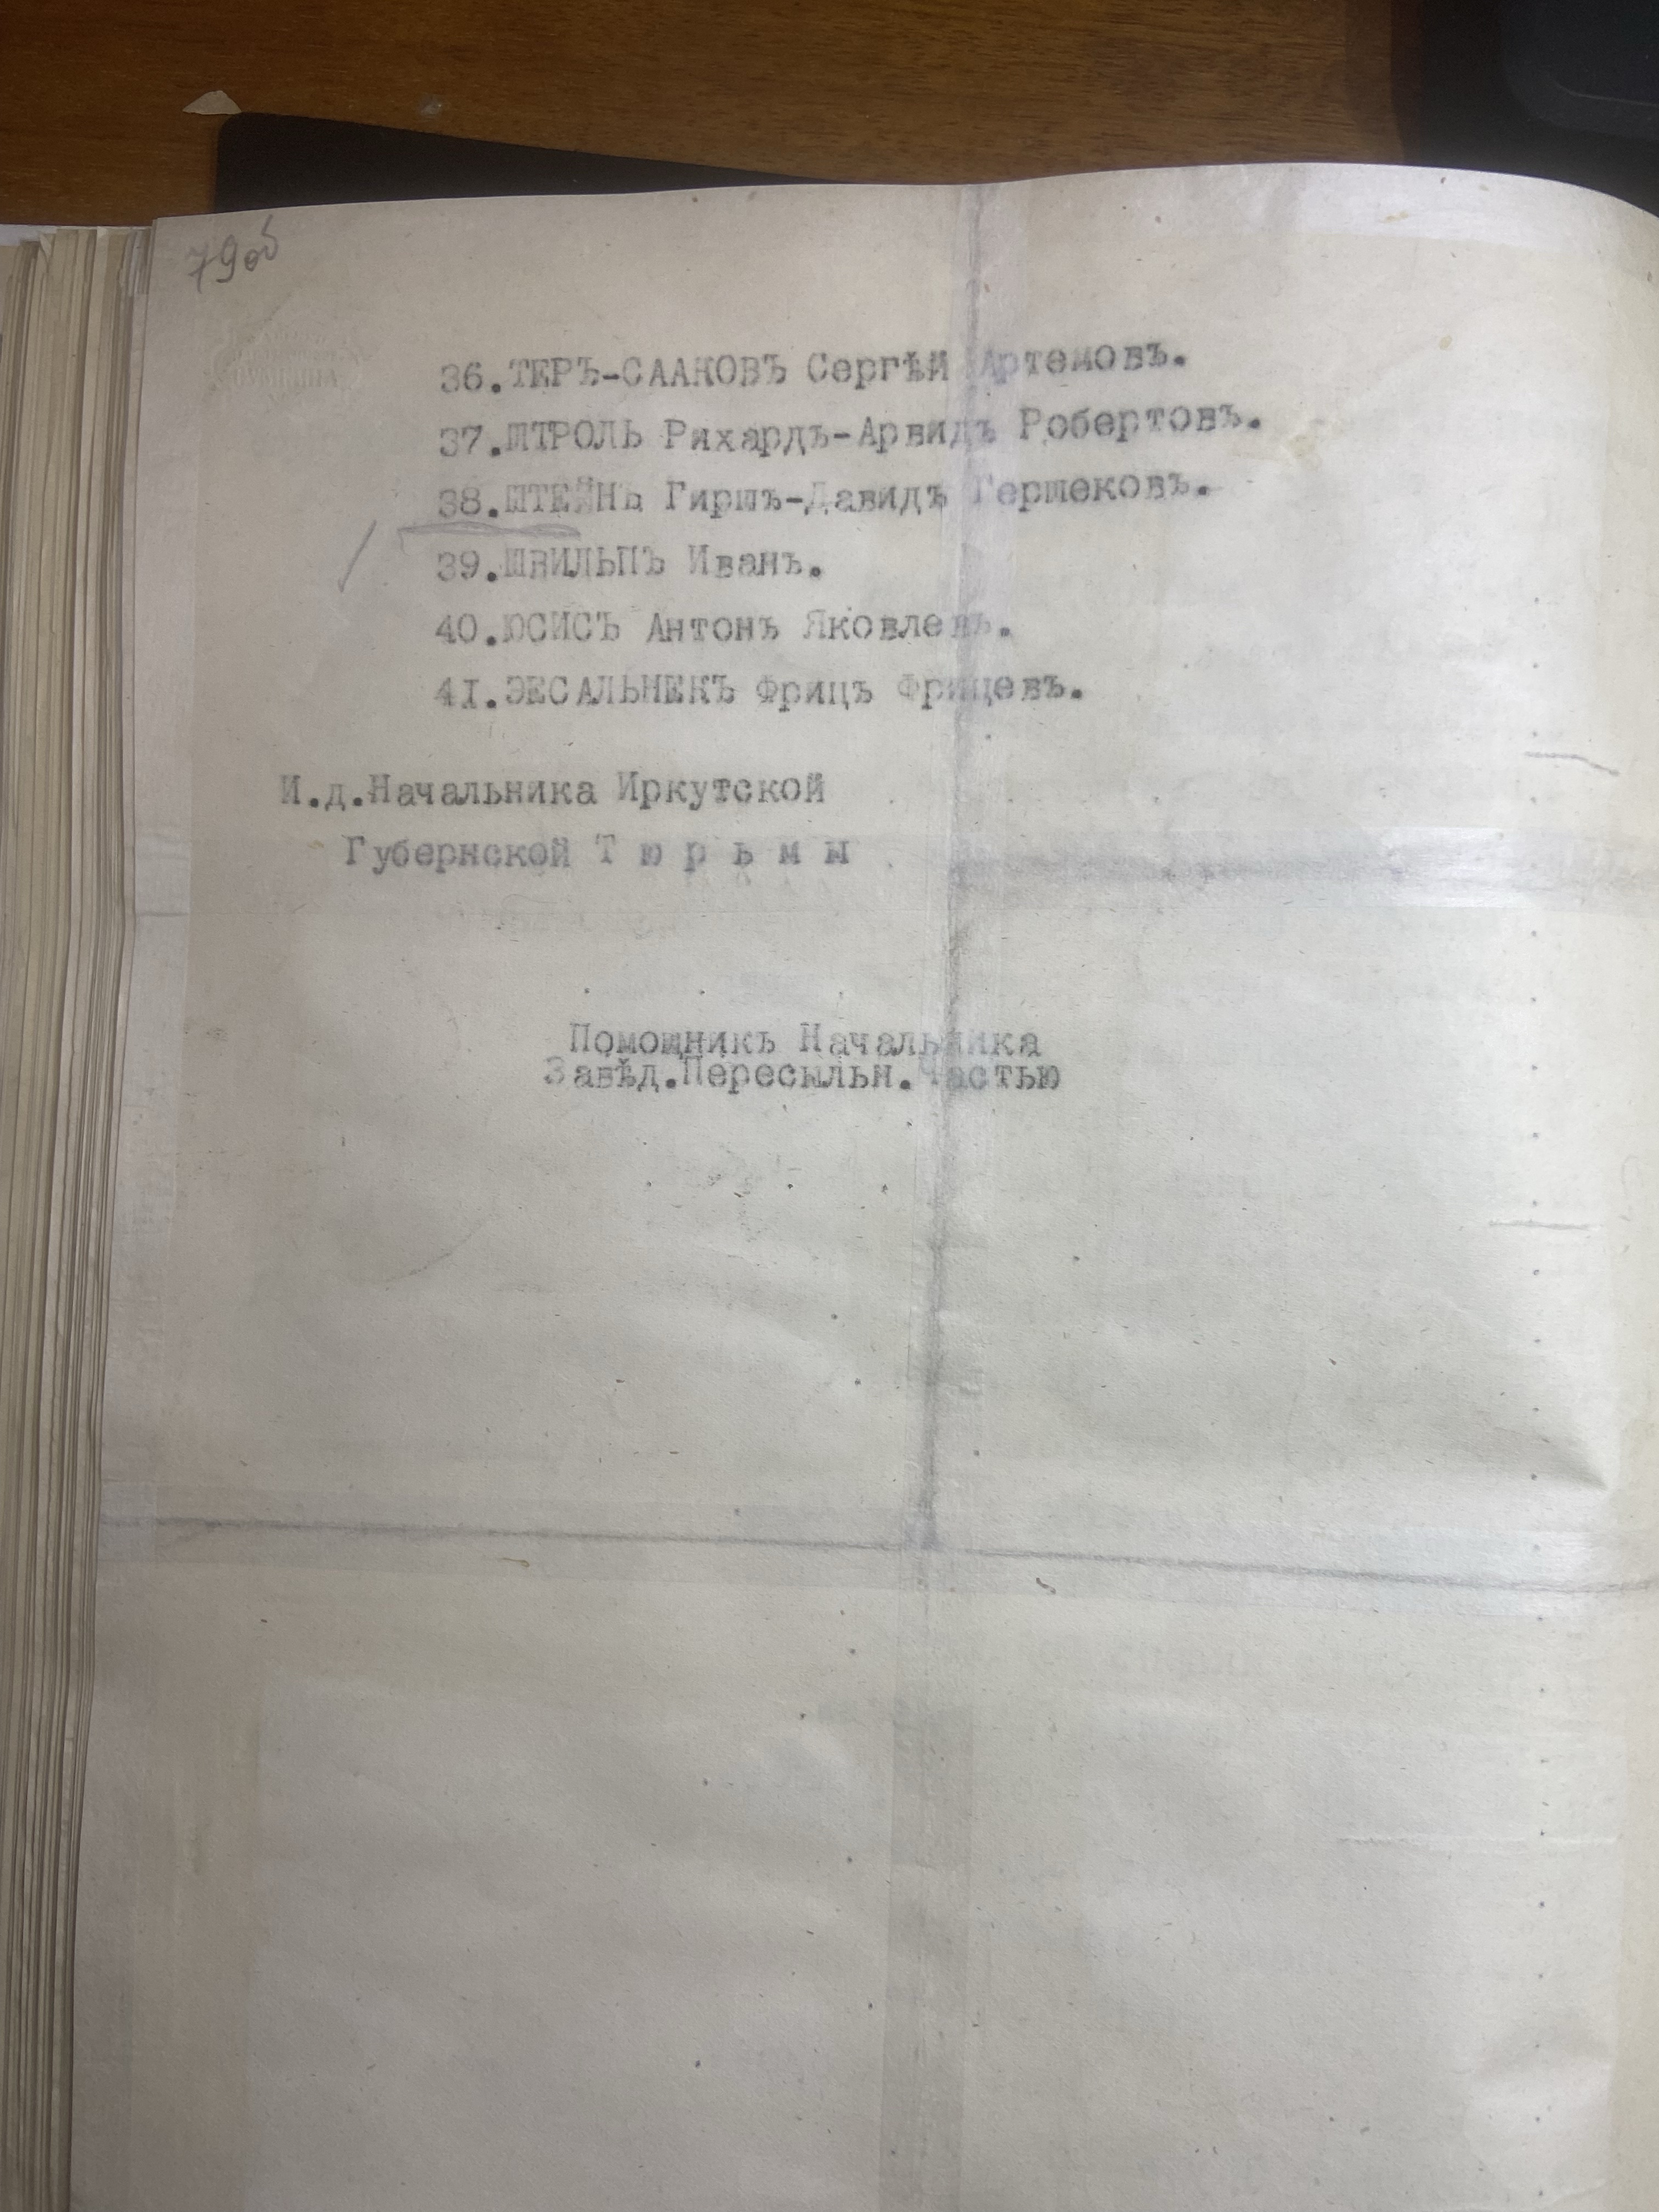 79об
36.ТЕРЪ-СААКОВЪ Сергѣй Артемовъ.
37.ШТРОЛЬ Рихардъ-Арвидъ Робертовъ.
38.ШТЕЙНЪ Гиршъ-Давидъ Гершековъ.
39.ШВИЛЬПЪ Иванъ.
40.ЮСИСЪ Антонъ Яковлевъ.
41.ЭЕСАЛЬНЕКЪ Фрицъ Фрицевъ.
И.д.Начальника Иркутской
Губернской Т ю р ь м ы
Помощникъ Начальника
Завѣд.Пересыльн.Частью